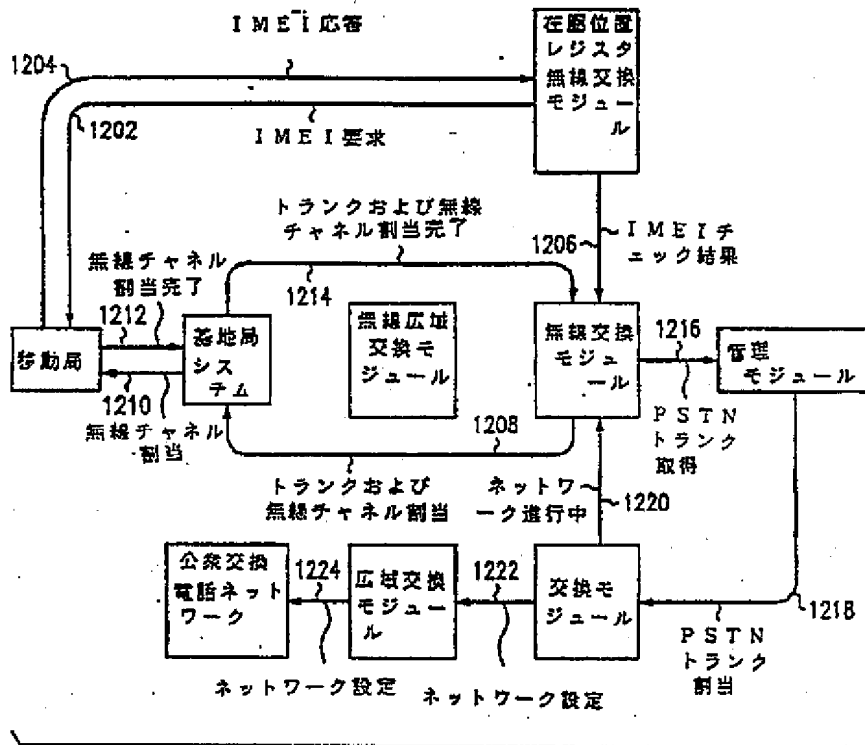 IMEI応答
1204
1202
IMEI要求
在圏位置
レジスタ
無線交換
モジュール
トランクおよび無線
チャネル割当完了
1206
IMEIチ
ェック結果
無線チャネル
割当完了
1212
1214
移動局
基地局
システム
無線広域
交換モ
ジュール
無線交換
モジュ
ール
1216
管理
モジュール
1210
無線チャネル
割当
1208
PSTN
トランク
取得
トランクおよび
無線チャネル割当
ネットワ
ーク進行中
1220
公衆交換
電話ネット
ワーク
1224
広域交換
モジュール
1222
交換モ
ジュール
1218
PSTN
トランク
割当
ネットワーク設定
ネットワーク設定